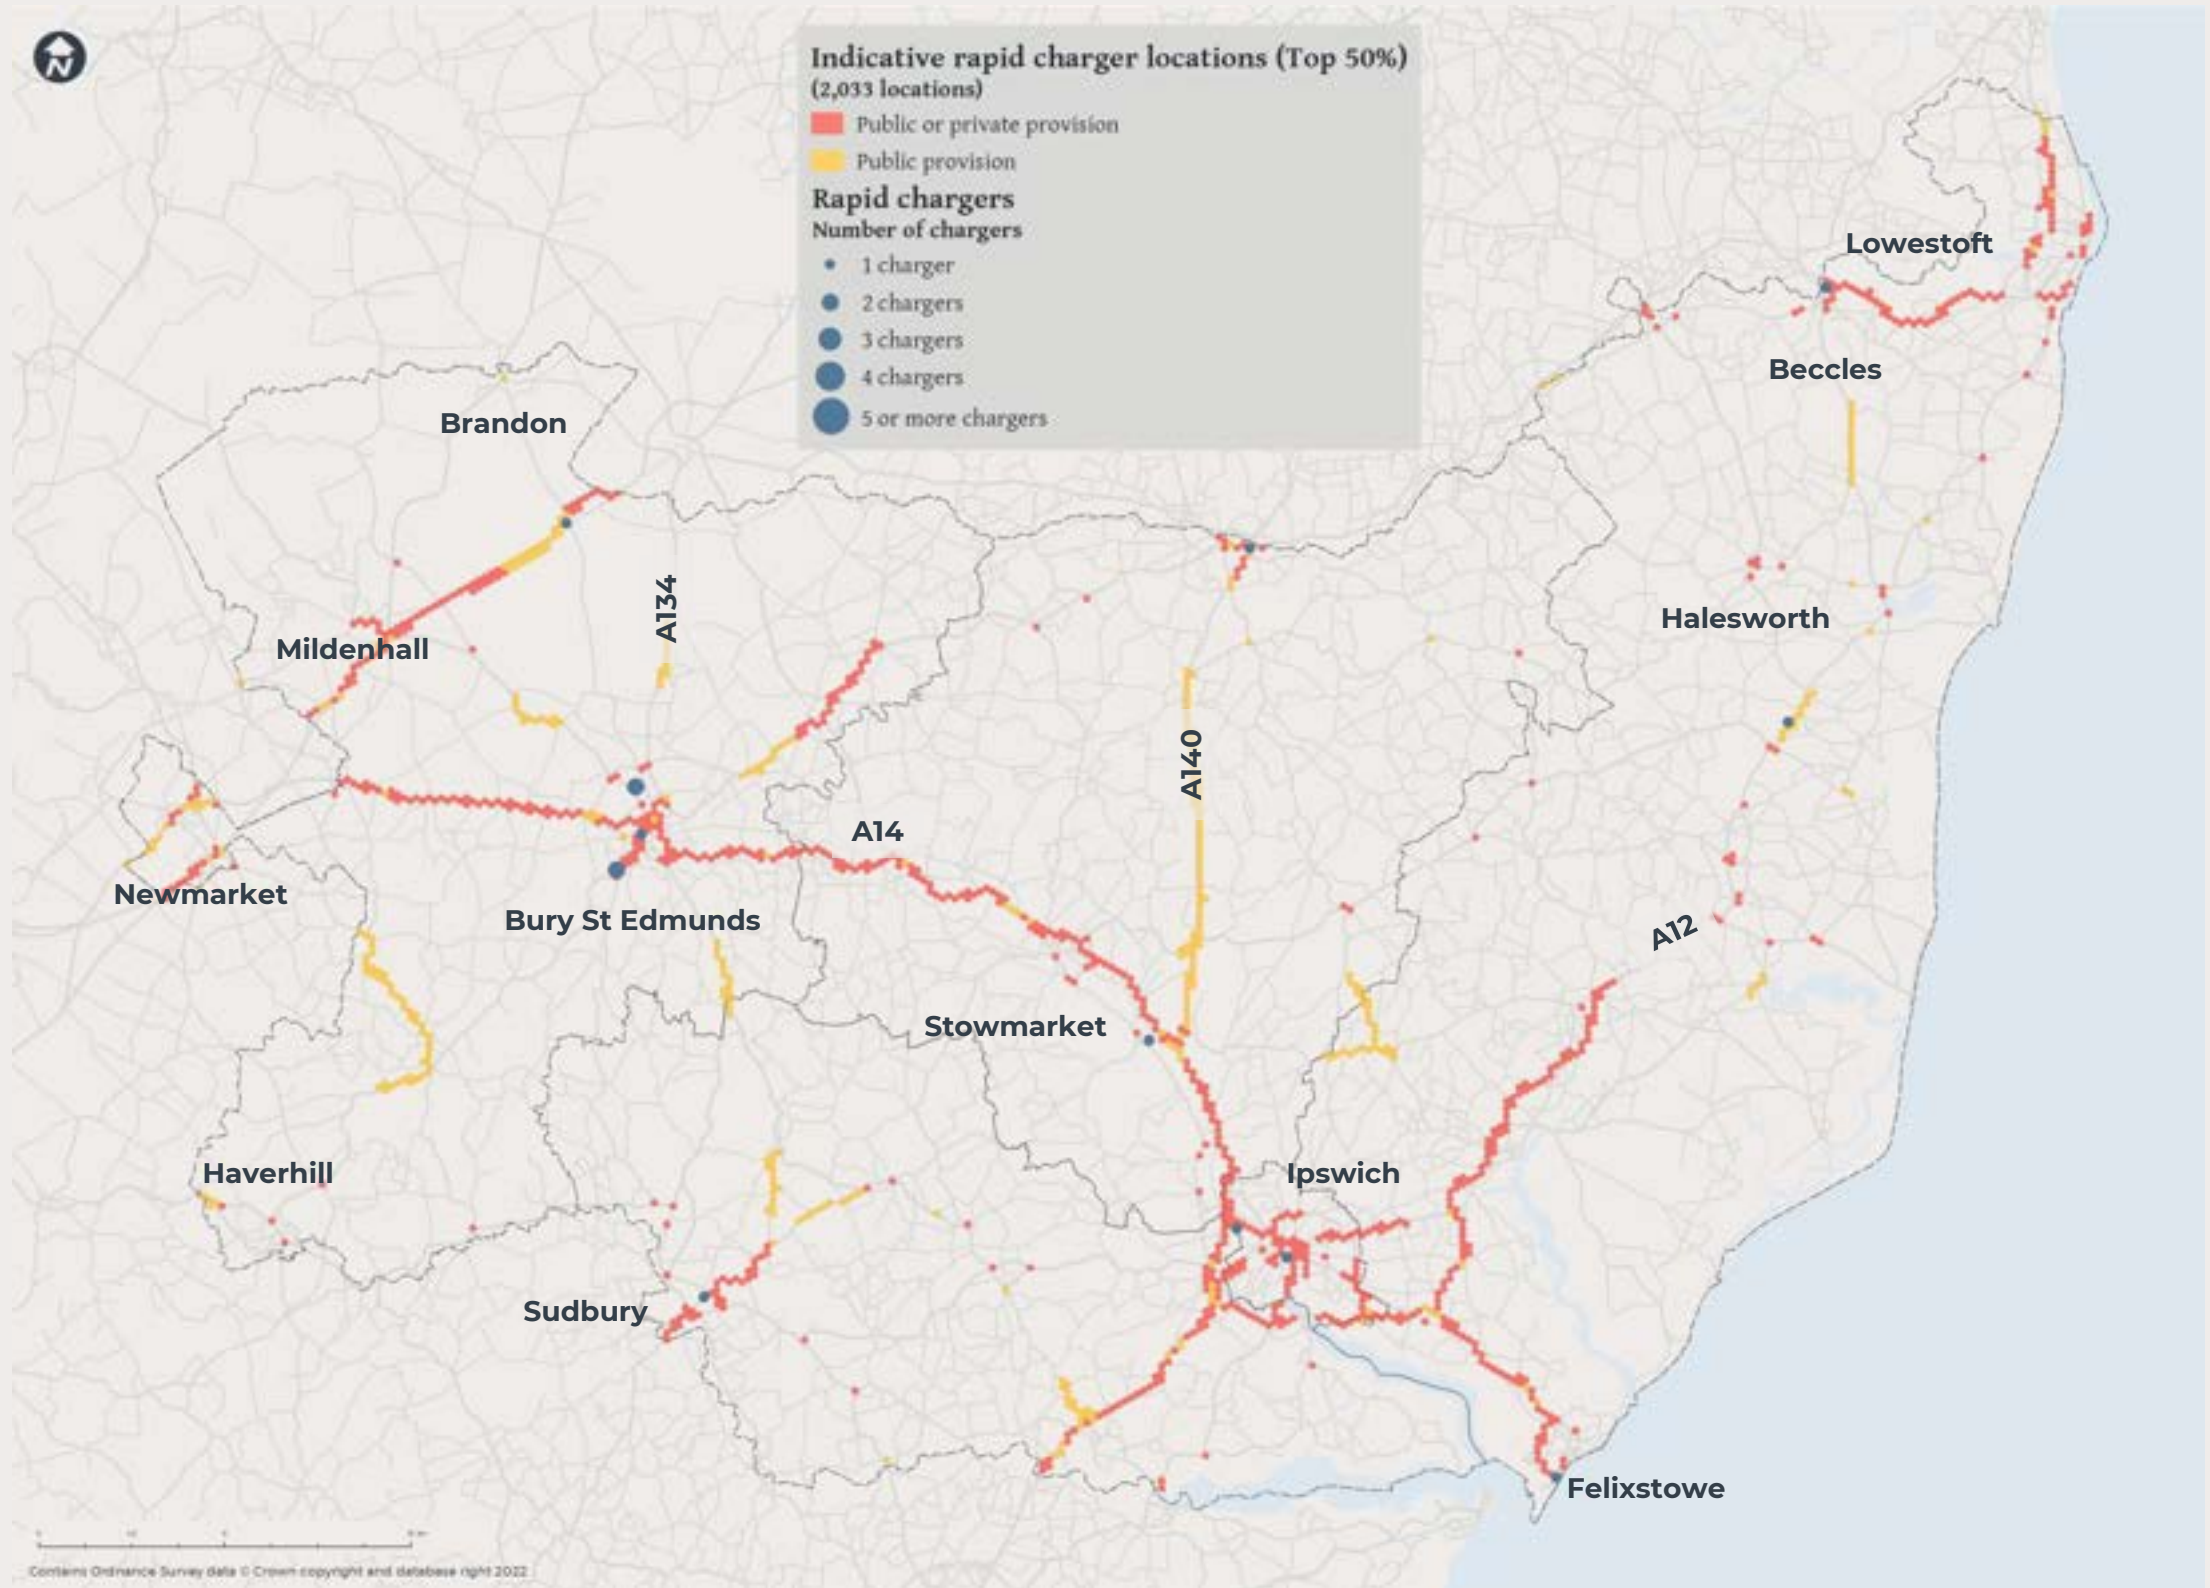 N
Indicative rapid charger locations (Top 50%)
(2,033 locations)
Public or private provision
Public provision
Rapid chargers
Number of chargers
1 charger
2 chargers
3 chargers
4 chargers
5 or more chargers
Lowestoft
Beccles
Brandon
A134
Halesworth
Mildenhall
A140
A14
Newmarket
Bury St Edmunds
A12
Stowmarket
Haverhill
Ipswich
Sudbury
Felixstowe
Contains Ordnance Survey data © Crown copyright and database right 2022